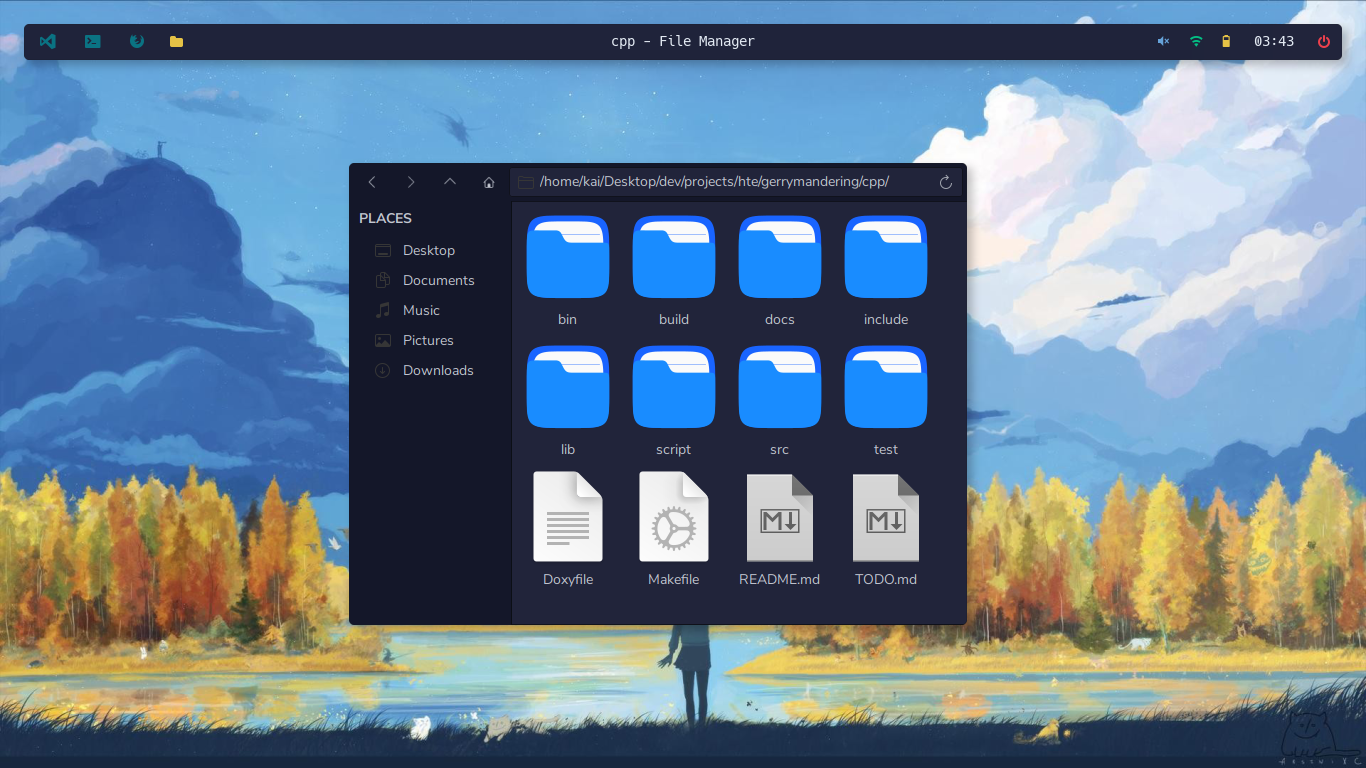 cpp - File Manager
03:43
/home/kai/Desktop/dev/projects/hte/gerrymandering/cpp/
PLACES
Desktop
Documents
Music
Pictures
Downloads
bin
build
docs
include
lib
script
src
test
Doxyfile
Makefile
README.md
TODO.md